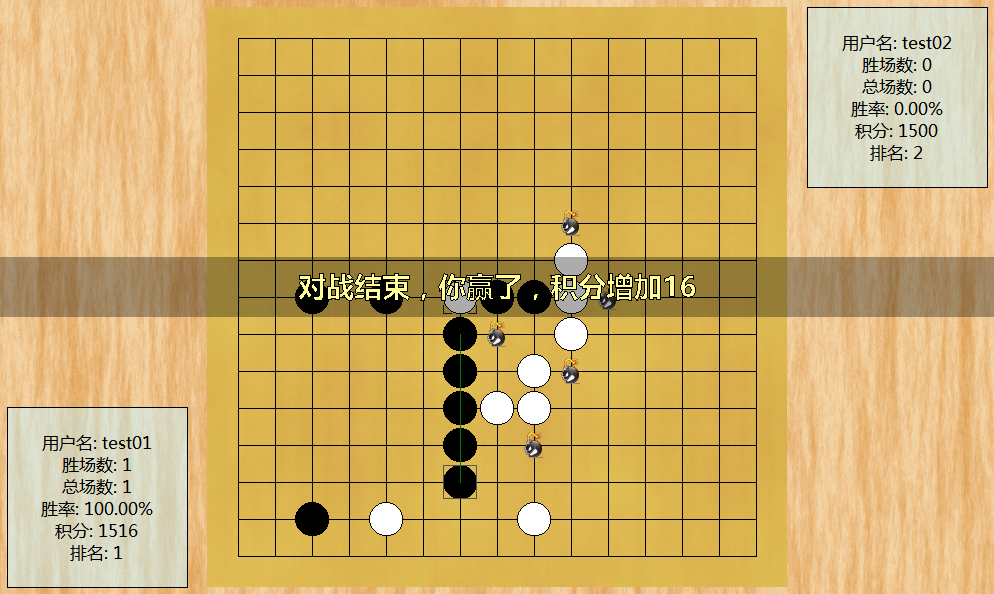 用户名: test02
胜场数: 0
总场数: 0
胜率: 0.00%
积分: 1500
排名: 2
对战结束，你赢了，积分增加16
用户名: test01
胜场数: 1
总场数: 1
胜率: 100.00%
积分: 1516
排名: 1